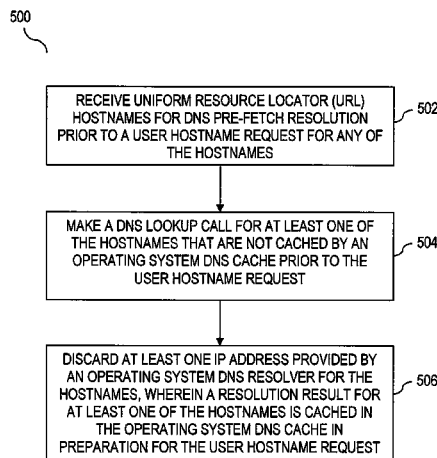 500
RECEIVE UNIFORM RESOURCE LOCATOR (URL)
HOSTNAMES FOR DNS PRE-FETCH RESOLUTION
PRIOR TO A USER HOSTNAME REQUEST FOR ANY OF
THE HOSTNAMES
502
MAKE A DNS LOOKUP CALL FOR AT LEAST ONE OF
THE HOSTNAMES THAT ARE NOT CACHED BY AN
OPERATING SYSTEM DNS CACHE PRIOR TO THE
USER HOSTNAME REQUEST
504
DISCARD AT LEAST ONE IP ADDRESS PROVIDED BY
AN OPERATING SYSTEM DNS RESOLVER FOR THE
HOSTNAMES, WHEREIN A RESOLUTION RESULT FOR
AT LEAST ONE OF THE HOSTNAMES IS CACHED IN
THE OPERATING SYSTEM DNS CACHE IN
PREPARATION FOR THE USER HOSTNAME REQUEST
506